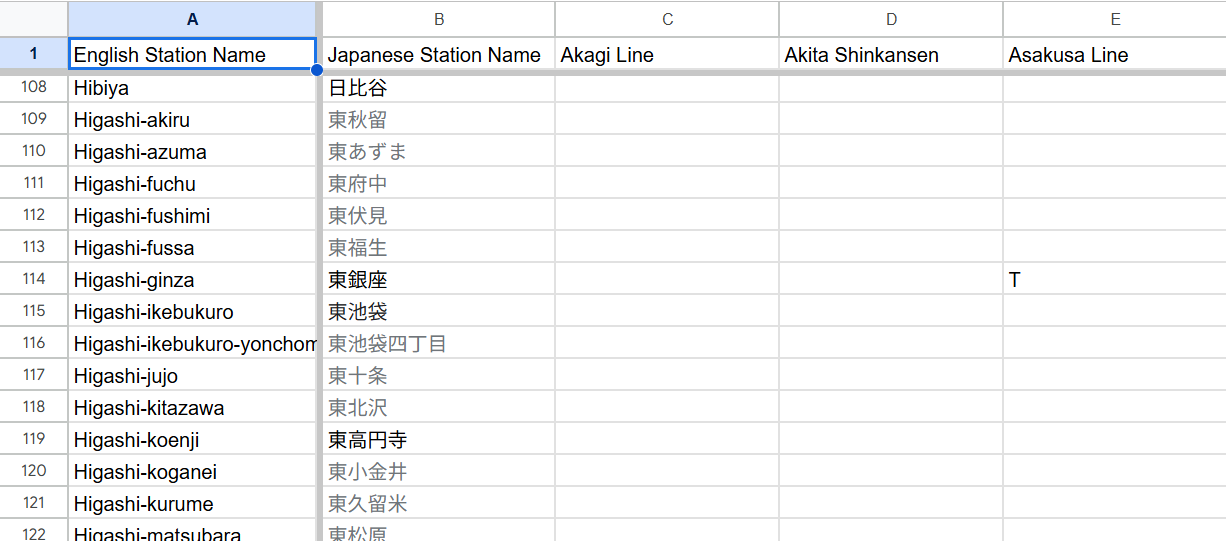 A B C D E
1 English Station Name Japanese Station Name Akagi Line Akita Shinkansen Asakusa Line
108 Hibiya 日比谷
109 Higashi-akiru 東秋留
110 Higashi-azuma 東あずま
111 Higashi-fuchu 東府中
112 Higashi-fushimi 東伏見
113 Higashi-fussa 東福生
114 Higashi-ginza 東銀座 T
115 Higashi-ikebukuro 東池袋
116 Higashi-ikebukuro-yonchom 東池袋四丁目
117 Higashi-jujo 東十条
118 Higashi-kitazawa 東北沢
119 Higashi-koenji 東高円寺
120 Higashi-koganei 東小金井
121 Higashi-kurume 東久留米
122 Higashi-matsubara 東松原